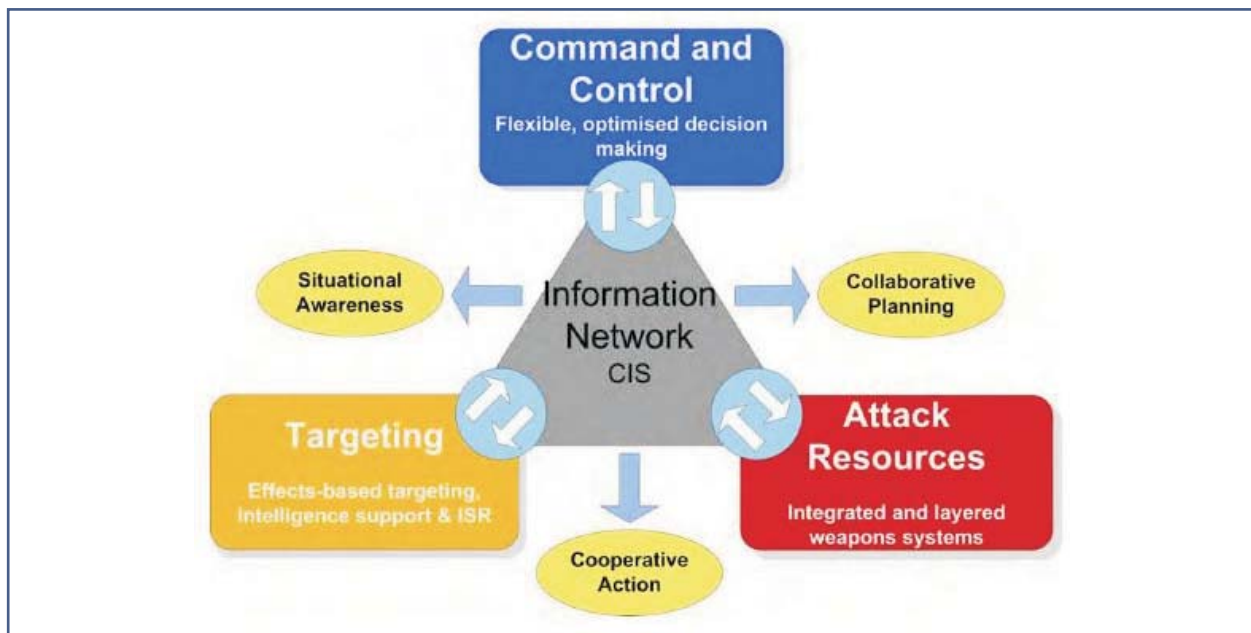 Command and
Control
Flexible, optimised decision
making
Situational
Awareness
Information
Network
CIS
Collaborative
Planning
Targeting
Effects-based targeting,
intelligence support & ISR
Attack
Resources
Integrated and layered
weapons systems
Cooperative
Action